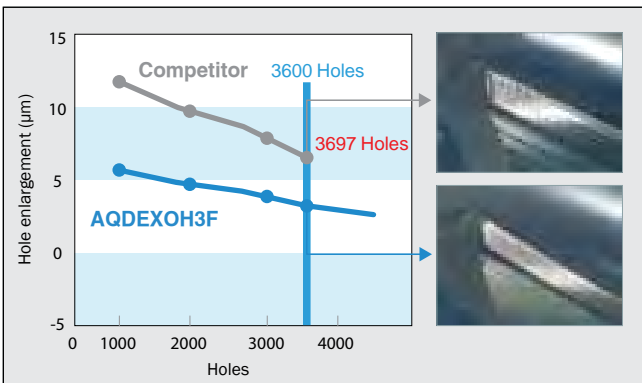 15
Competitor
3600 Holes
10
3697 Holes
5
AQDEXOH3F
0
-5
Hole enlargement (µm)
0 1000 2000 3000 4000
Holes